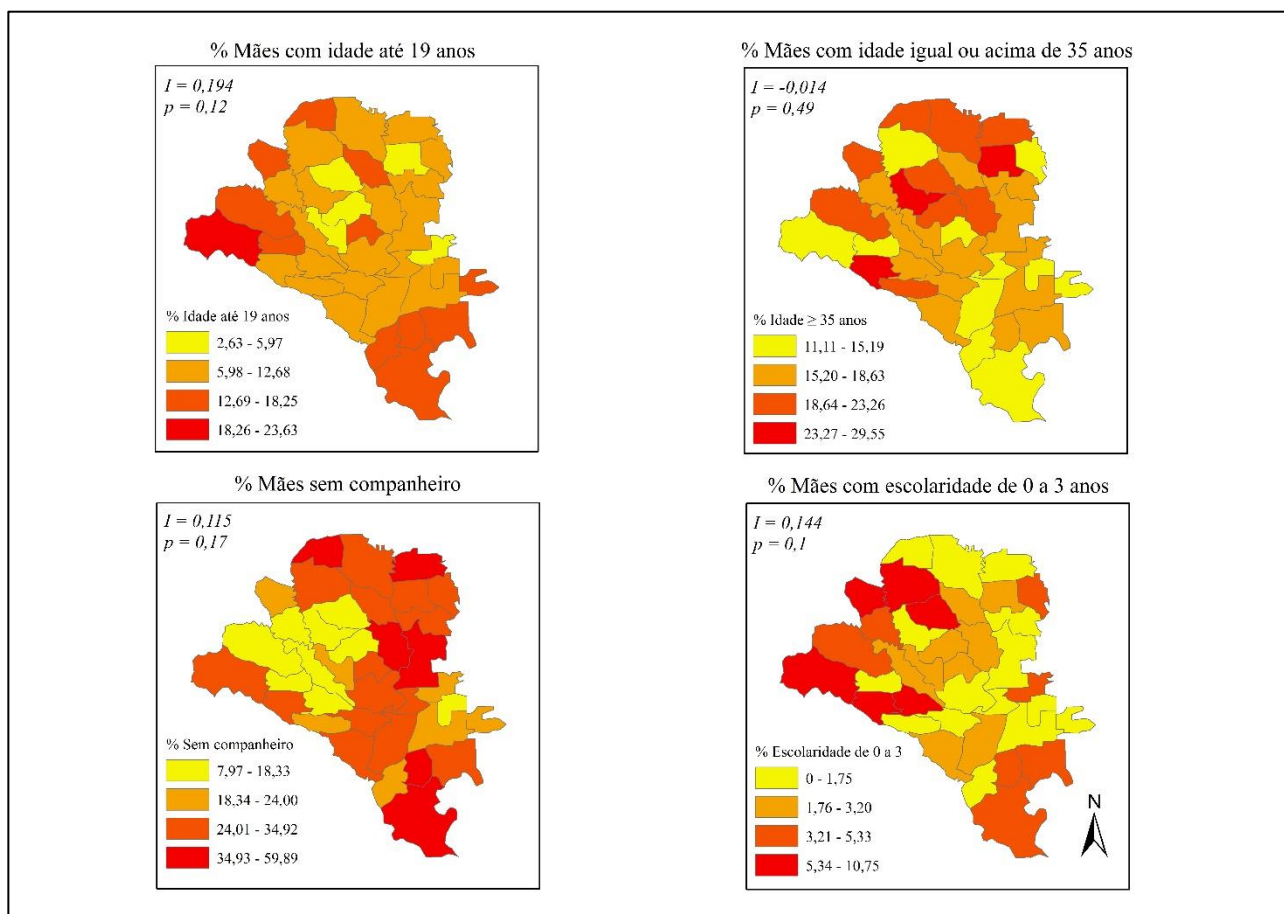 % Mães com idade até 19 anos
I = 0,194
p = 0,12
% Idade até 19 anos
2,63 - 5,97
5,98 - 12,68
12,69 - 18,25
18,26 - 23,63
% Mães com idade igual ou acima de 35 anos
I = -0,014
p = 0,49
% Idade ≥ 35 anos
11,11 - 15,19
15,20 - 18,63
18,64 - 23,26
23,27 - 29,55
% Mães sem companheiro
I = 0,115
p = 0,17
% Sem companheiro
7,97 - 18,33
18,34 - 24,00
24,01 - 34,92
34,93 - 59,89
% Mães com escolaridade de 0 a 3 anos
I = 0,144
p = 0,1
% Escolaridade de 0 a 3
0 - 1,75
1,76 - 3,20
3,21 - 5,33
5,34 - 10,75
N